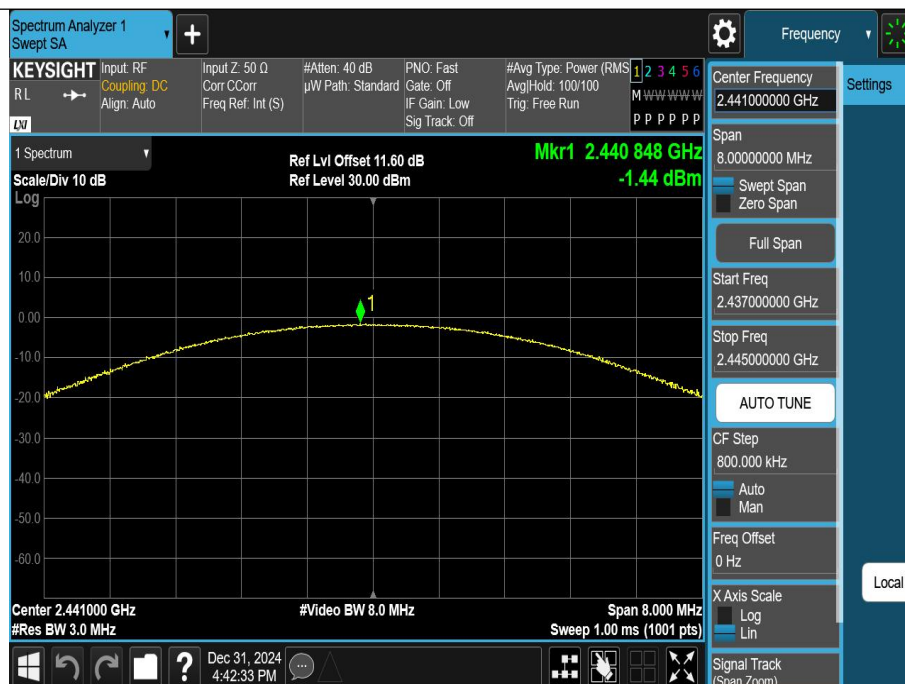 Spectrum Analyzer 1
Swept SA
+
Frequency
KEYSIGHT
RL
LXI
Input: RF
Coupling: DC
Align: Auto
Input Z: 50 Ω
Corr CCorr
Freq Ref: Int (S)
#Atten: 40 dB
µW Path: Standard
PNO: Fast
Gate: Off
IF Gain: Low
Sig Track: Off
#Avg Type: Power (RMS
Avg|Hold: 100/100
Trig: Free Run
1 2 3 4 5 6
M W W W W W
P P P P P P
1 Spectrum
Scale/Div 10 dB
Log
Ref Lvl Offset 11.60 dB
Ref Level 30.00 dBm
Mkr1 2.440 848 GHz
-1.44 dBm
20.0
10.0
0.00
-10.0
-20.0
-30.0
-40.0
-50.0
-60.0
1
Center 2.441000 GHz
#Res BW 3.0 MHz
#Video BW 8.0 MHz
Span 8.000 MHz
Sweep 1.00 ms (1001 pts)
?
Dec 31, 2024
4:42:33 PM
Center Frequency
2.441000000 GHz
Span
8.00000000 MHz
Swept Span
Zero Span
Full Span
Start Freq
2.437000000 GHz
Stop Freq
2.445000000 GHz
AUTO TUNE
CF Step
800.000 kHz
Auto
Man
Freq Offset
0 Hz
X Axis Scale
Log
Lin
Signal Track
(Span Zoom)
Settings
Local